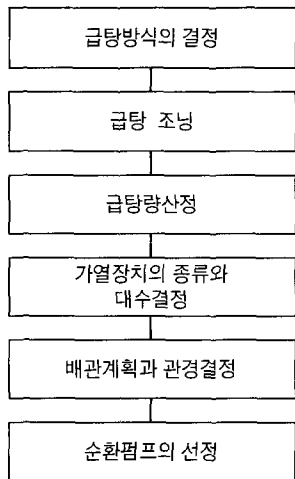 급탕방식의 결정
급탕 조닝
급탕량산정
가열장치의 종류와
대수결정
배관계획과 관경결정
순환펌프의 선정